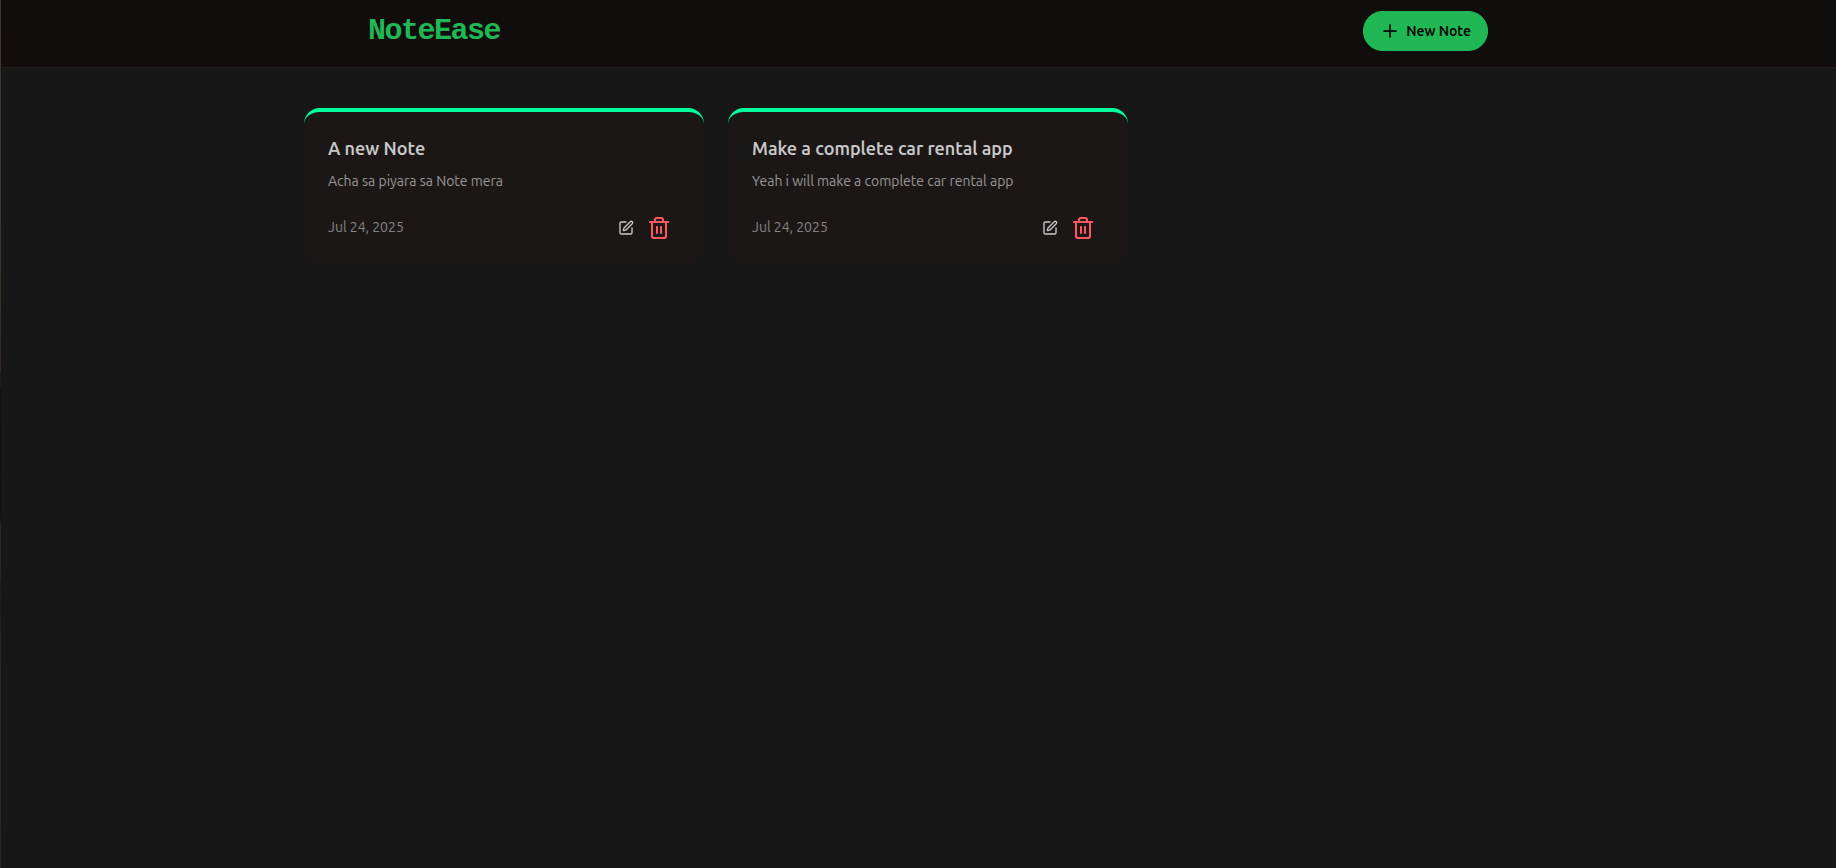 NoteEase
New Note
A new Note
Acha sa piyara sa Note mera
Jul 24, 2025
Make a complete car rental app
Yeah i will make a complete car rental app
Jul 24, 2025